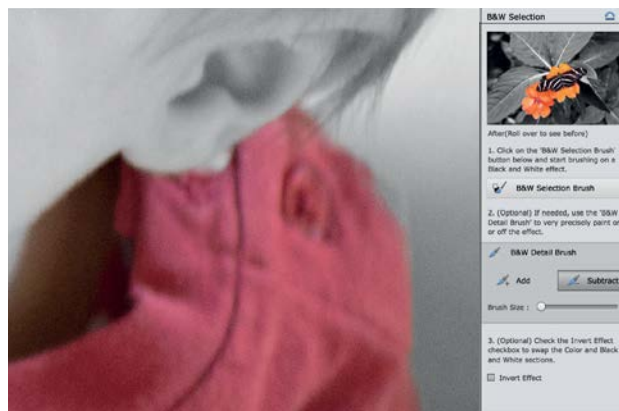 B&W Selection
After(Roll over to see before)
1. Click on the 'B&W Selection Brush'
button below and start brushing on a
Black and White effect.
B&W Selection Brush
2. (Optional) If needed, use the 'B&W
Detail Brush' to very precisely paint on
or off the effect.
B&W Detail Brush
Add
Subtract
Brush Size :
3. (Optional) Check the Invert Effect
checkbox to swap the Color and Black
and White sections.
Invert Effect